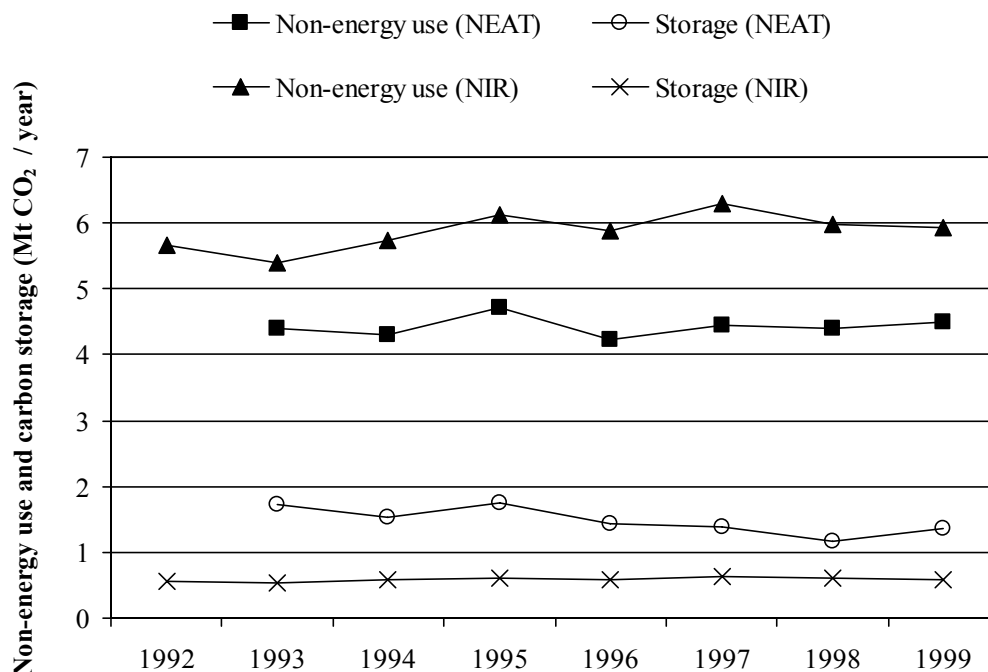 Non-energy use (NEAT) Storage (NEAT)
Non-energy use (NIR) Storage (NIR)
Non-energy use and carbon storage (Mt CO₂ / year)
7
6
5
4
3
2
1
0
1992 1993 1994 1995 1996 1997 1998 1999